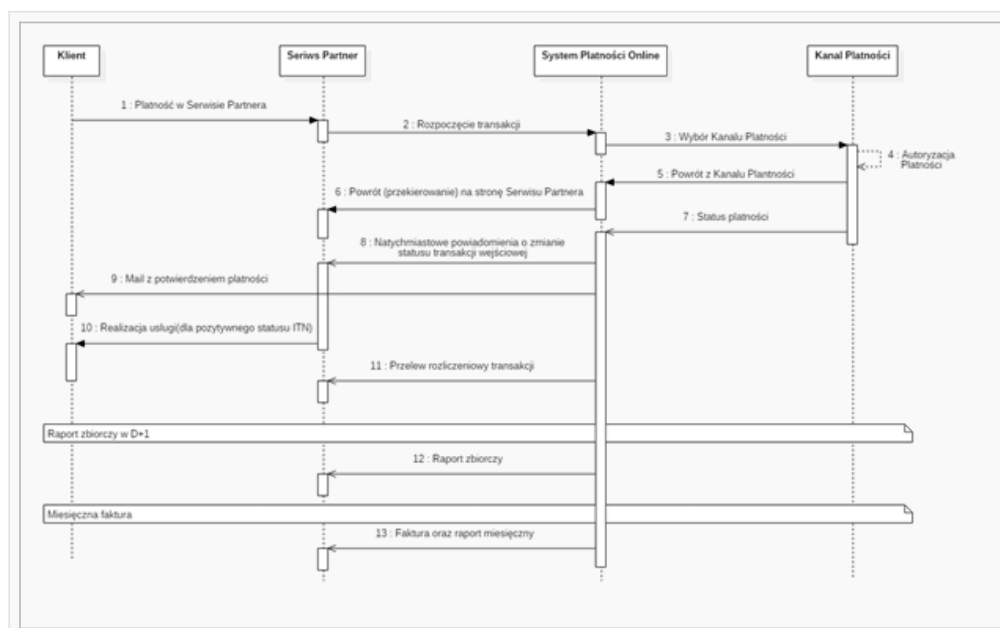 Klient
Seriws Partner
System Płatności Online
Kanał Płatności
1 : Płatność w Serwisie Partnera
2 : Rozpoczęcie transakcji
3 : Wybór Kanału Płatności
4 : Autoryzacja
Płatności
5 : Powrót z Kanału Plantności
6 : Powrót (przekierowanie) na stronę Serwisu Partnera
7 : Status płatności
8 : Natychmiastowe powiadomienia o zmianie
statusu transakcji wejściowej
9 : Mail z potwierdzeniem płatności
10 : Realizacja usługi(dla pozytywnego statusu ITN)
11 : Przelew rozliczeniowy transakcji
Raport zbiorczy w D+1
12 : Raport zbiorczy
Miesięczna faktura
13 : Faktura oraz raport miesięczny